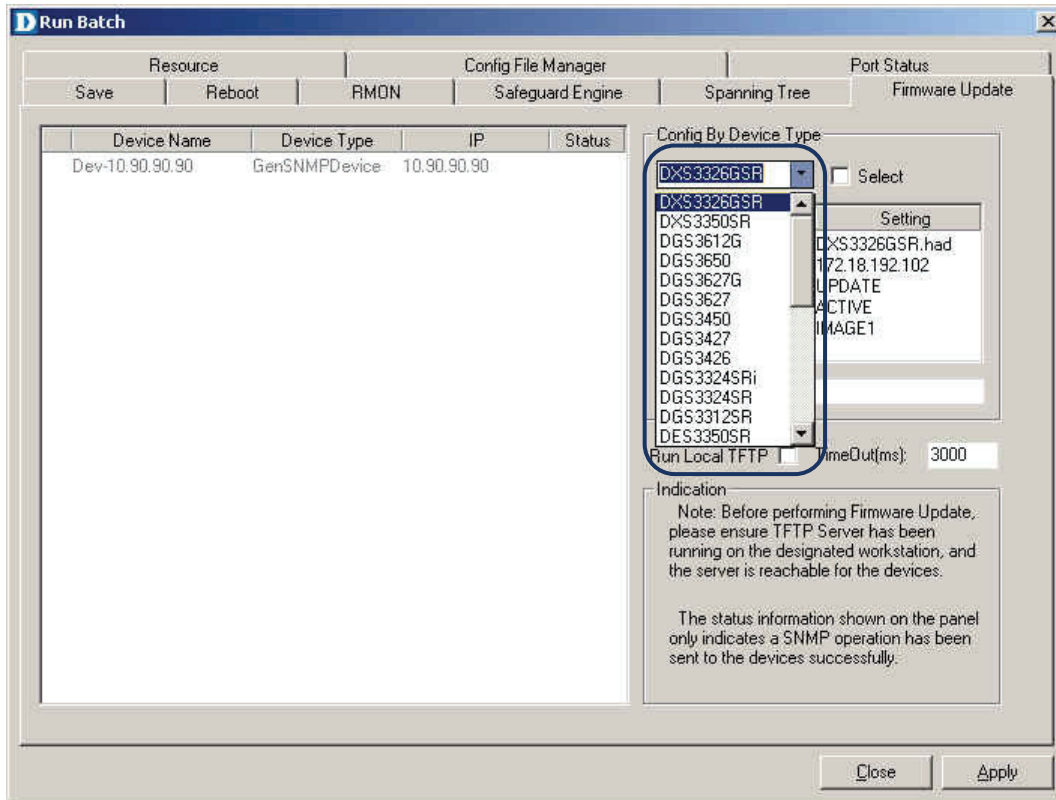 Run Batch
Resource Config File Manager Port Status
Save Reboot RMON Safeguard Engine Spanning Tree Firmware Update
Device Name Device Type IP Status
Dev-10.90.90.90 GenSNMPDevice 10.90.90.90
Config By Device Type
DXS3326GSR Select
DXS3326GSR
DXS3350SR
DGS3612G
DGS3650
DGS3627G
DGS3627
DGS3450
DGS3427
DGS3426
DGS3324SRi
DGS3324SR
DGS3312SR
DES3350SR
Setting
DXS3326GSR.had
172.18.192.102
UPDATE
ACTIVE
IMAGE1
Run Local TFTP TimeOut(ms): 3000
Indication
Note: Before performing Firmware Update,
please ensure TFTP Server has been
running on the designated workstation, and
the server is reachable for the devices.
The status information shown on the panel
only indicates a SNMP operation has been
sent to the devices successfully.
Close Apply